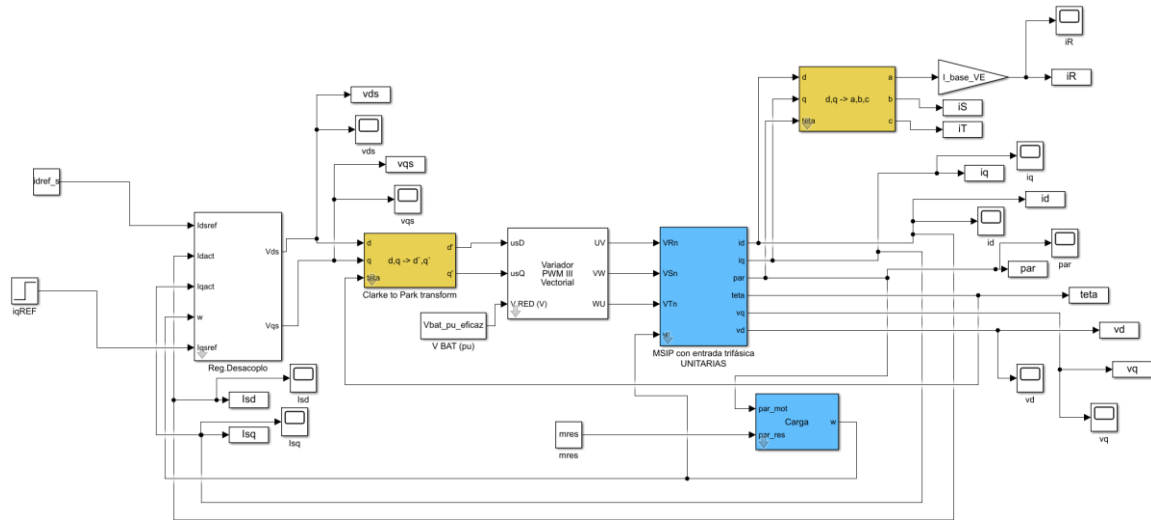 iR
I_base_VE
iR
d
q
teta
d,q -> a,b,c
a
b
c
iS
iT
vds
vds
vqs
vqs
iq
iq
id
id
par
par
idref_s
Idsref
Idact
Iqact
w
Iqsref
Vds
Vqs
Reg.Desacoplo
iqREF
d
q
teta
d,q -> d´,q´
d'
q'
Clarke to Park transform
usD
usQ
V RED (V)
Variador
PWM III
Vectorial
UV
VW
WU
Vbat_pu_eficaz
V BAT (pu)
VRn
VSn
VTn
id
iq
par
teta
vq
vd
MSIP con entrada trifásica
UNITARIAS
teta
vd
vq
vd
vq
Isd
Isd
Isq
Isq
mres
mres
par_mot
par_res
Carga
w